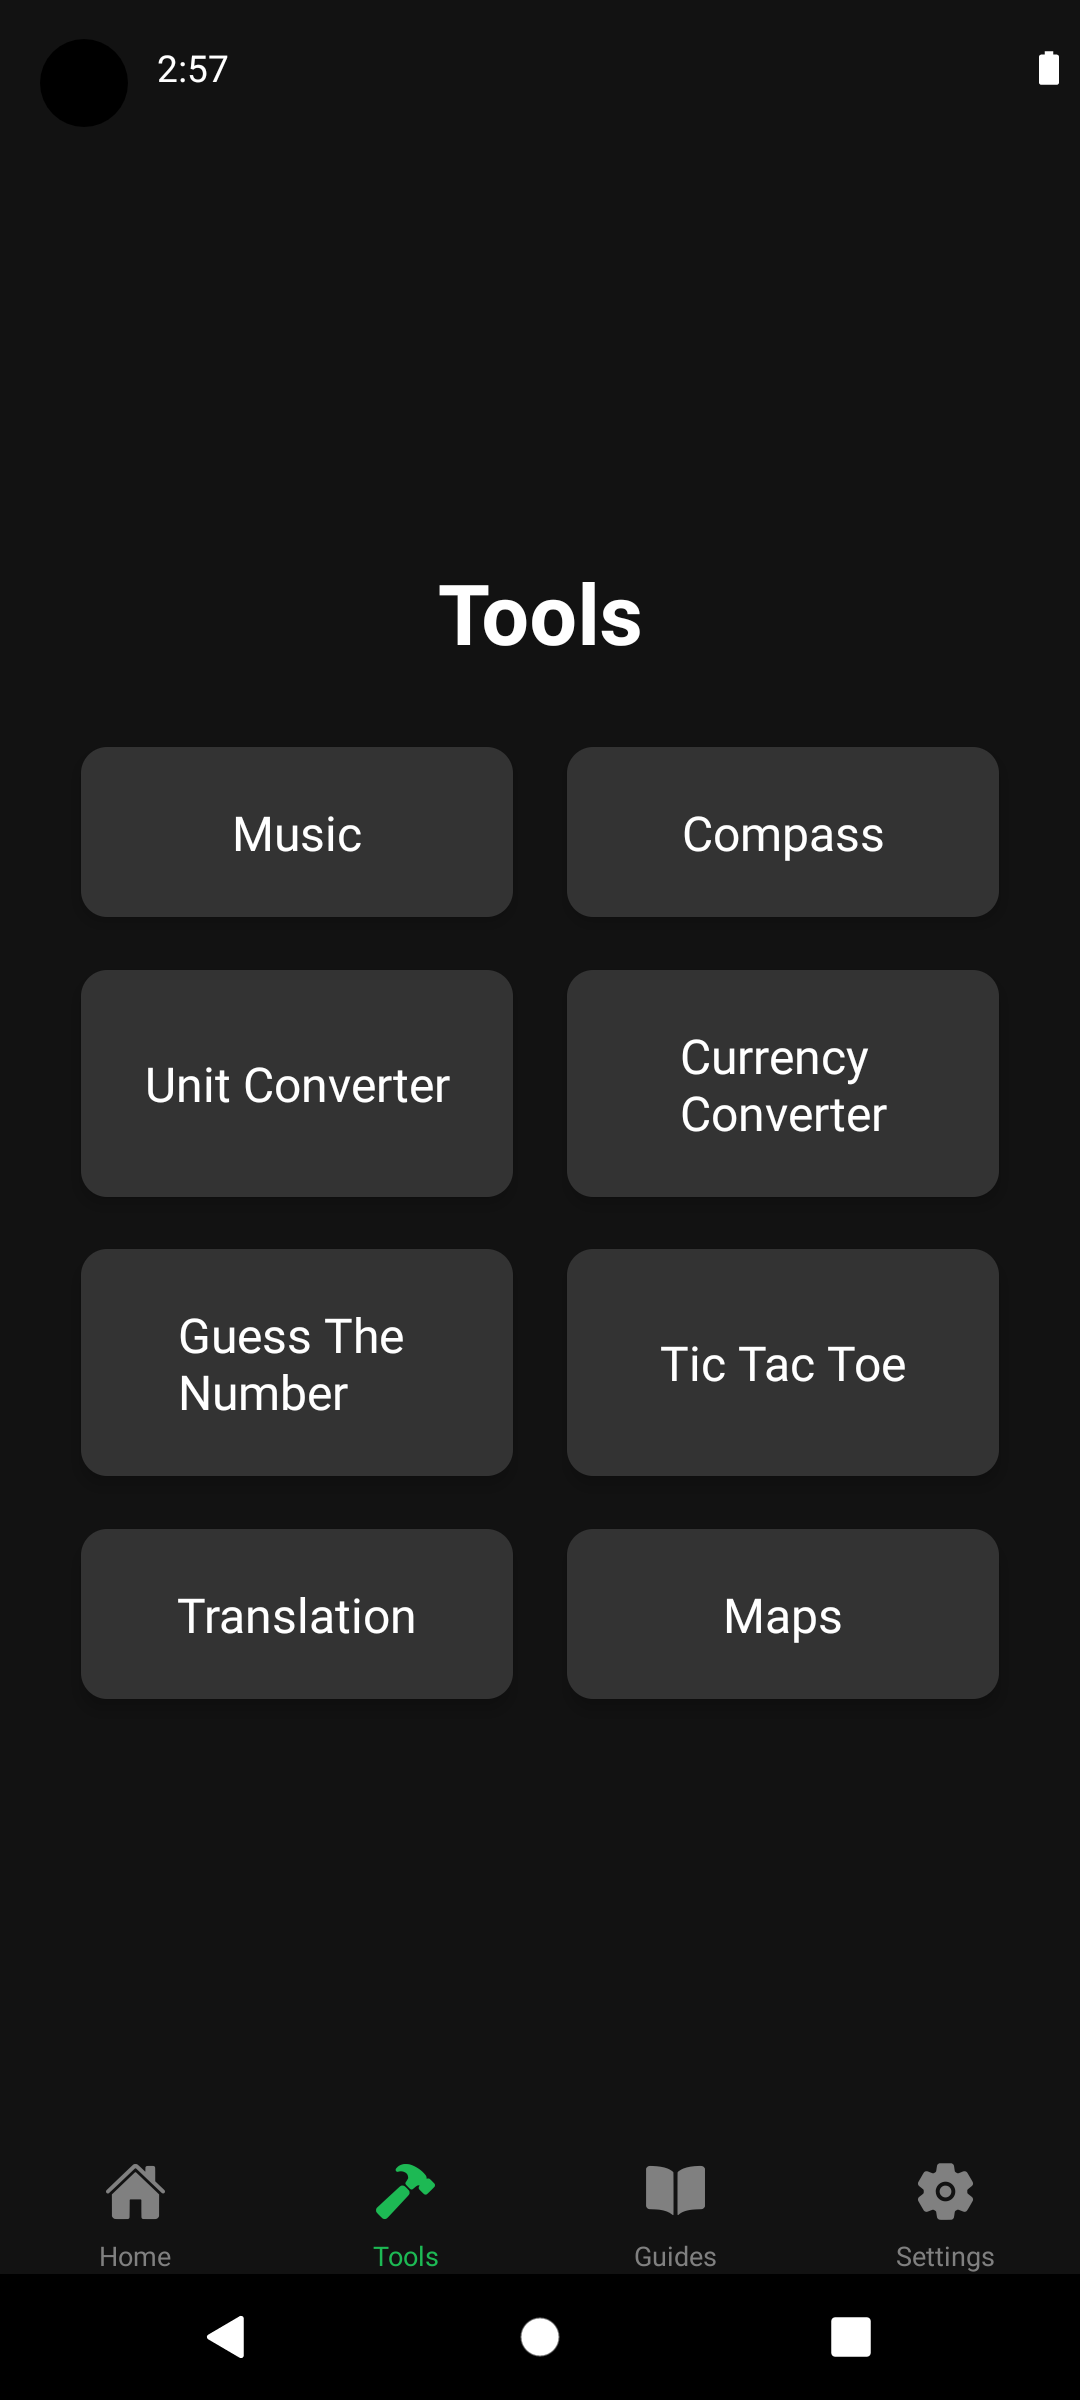 2:57
Tools
Music
Compass
Unit Converter
Currency
Converter
Guess The
Number
Tic Tac Toe
Translation
Maps
Home
Tools
Guides
Settings